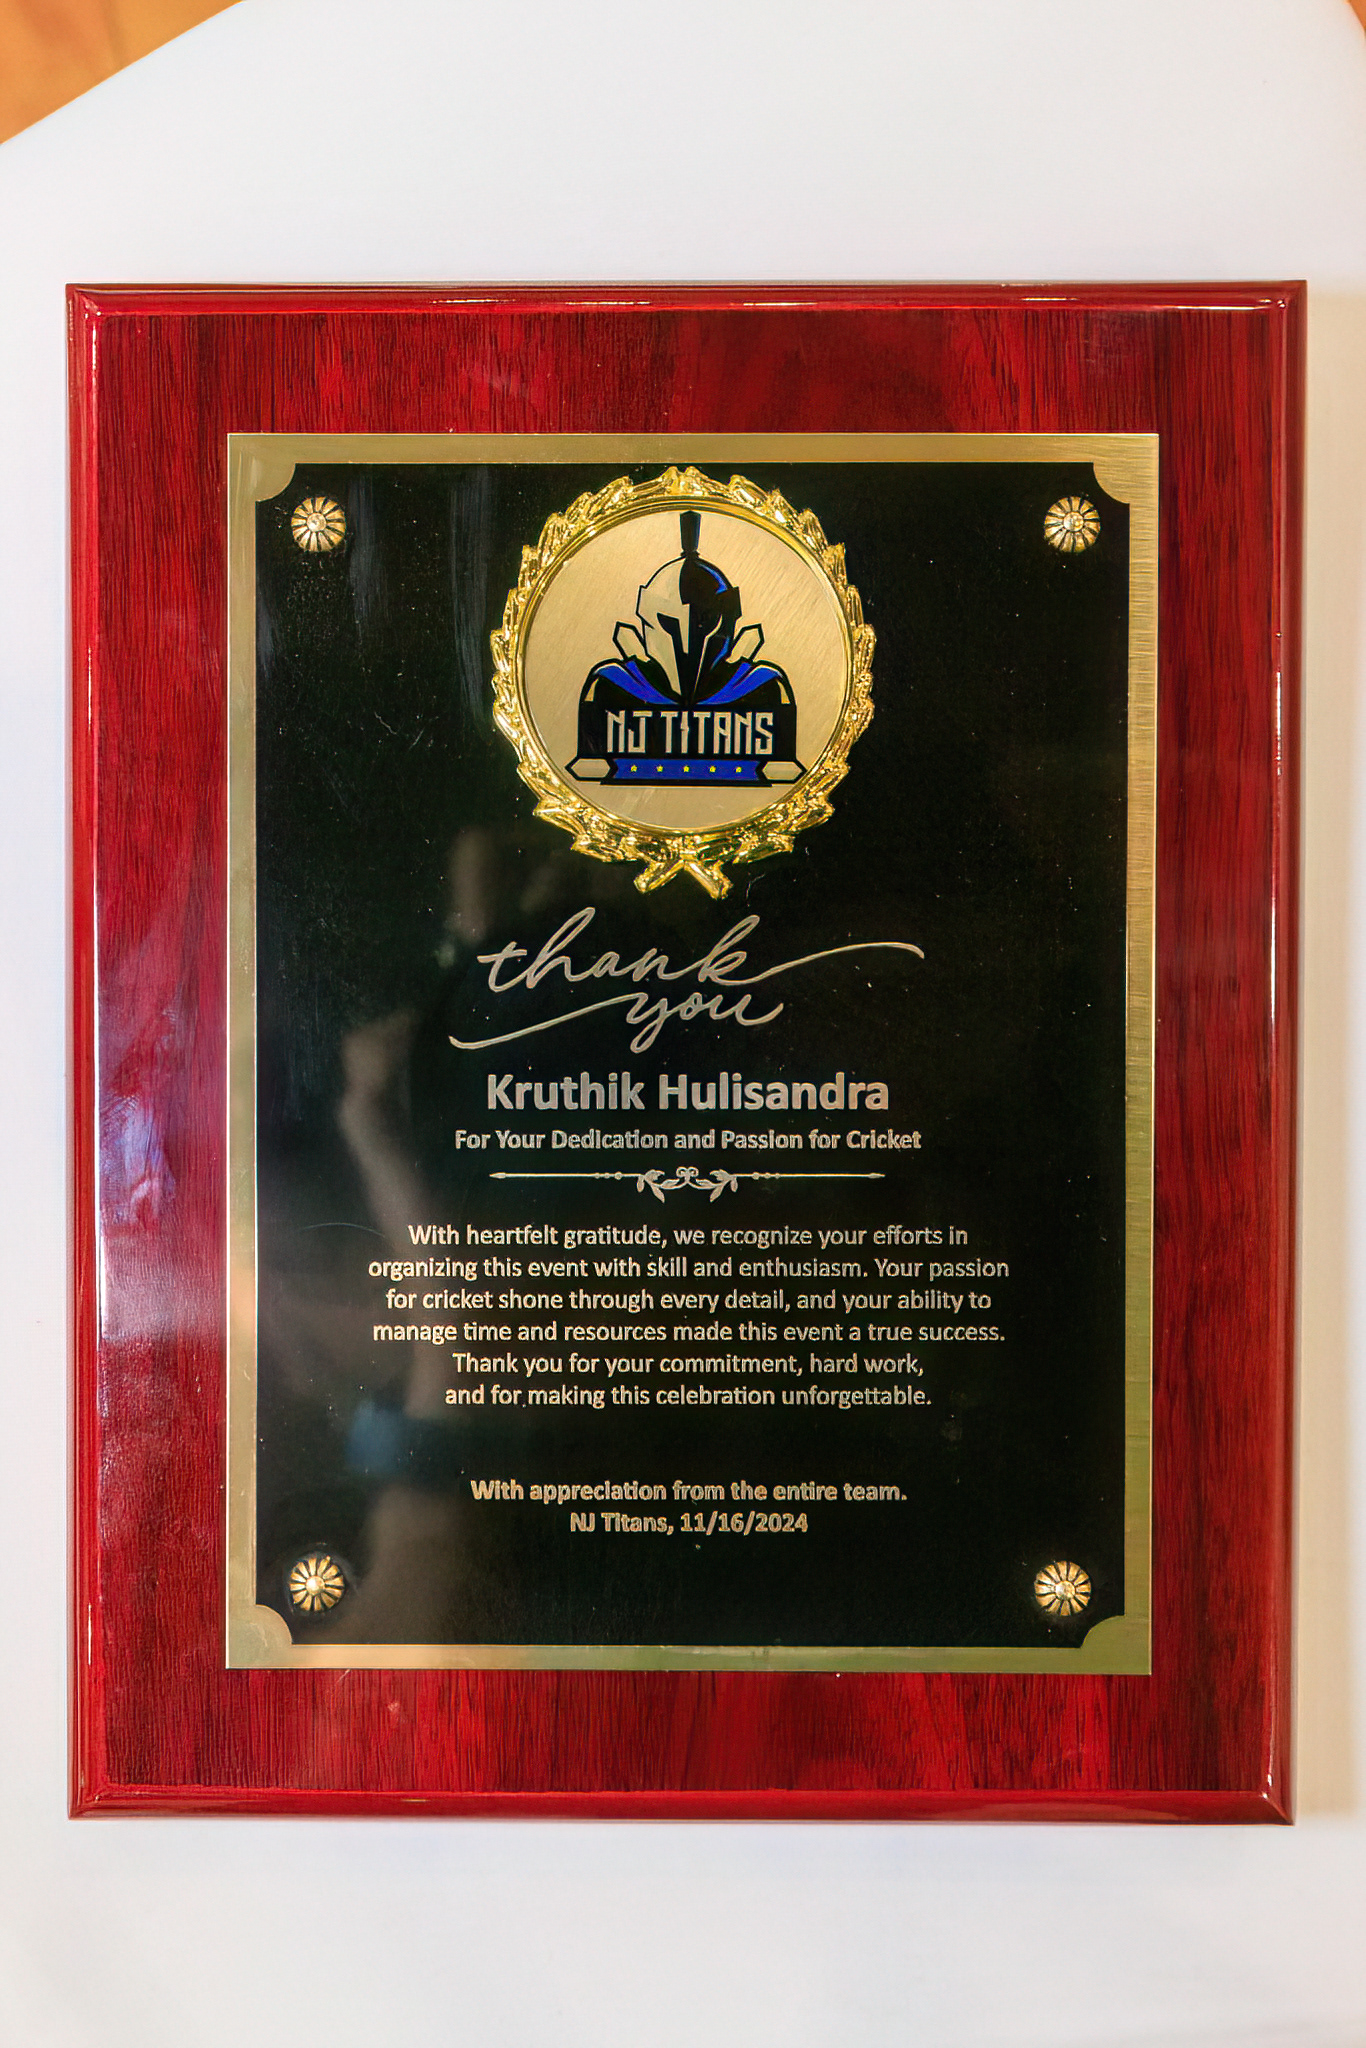 NJ TITANS
thank
you
Kruthik Hulisandra
For Your Dedication and Passion for Cricket
With heartfelt gratitude, we recognize your efforts in
organizing this event with skill and enthusiasm. Your passion
for cricket shone through every detail, and your ability to
manage time and resources made this event a true success.
Thank you for your commitment, hard work,
and for making this celebration unforgettable.
With appreciation from the entire team.
NJ Titans, 11/16/2024